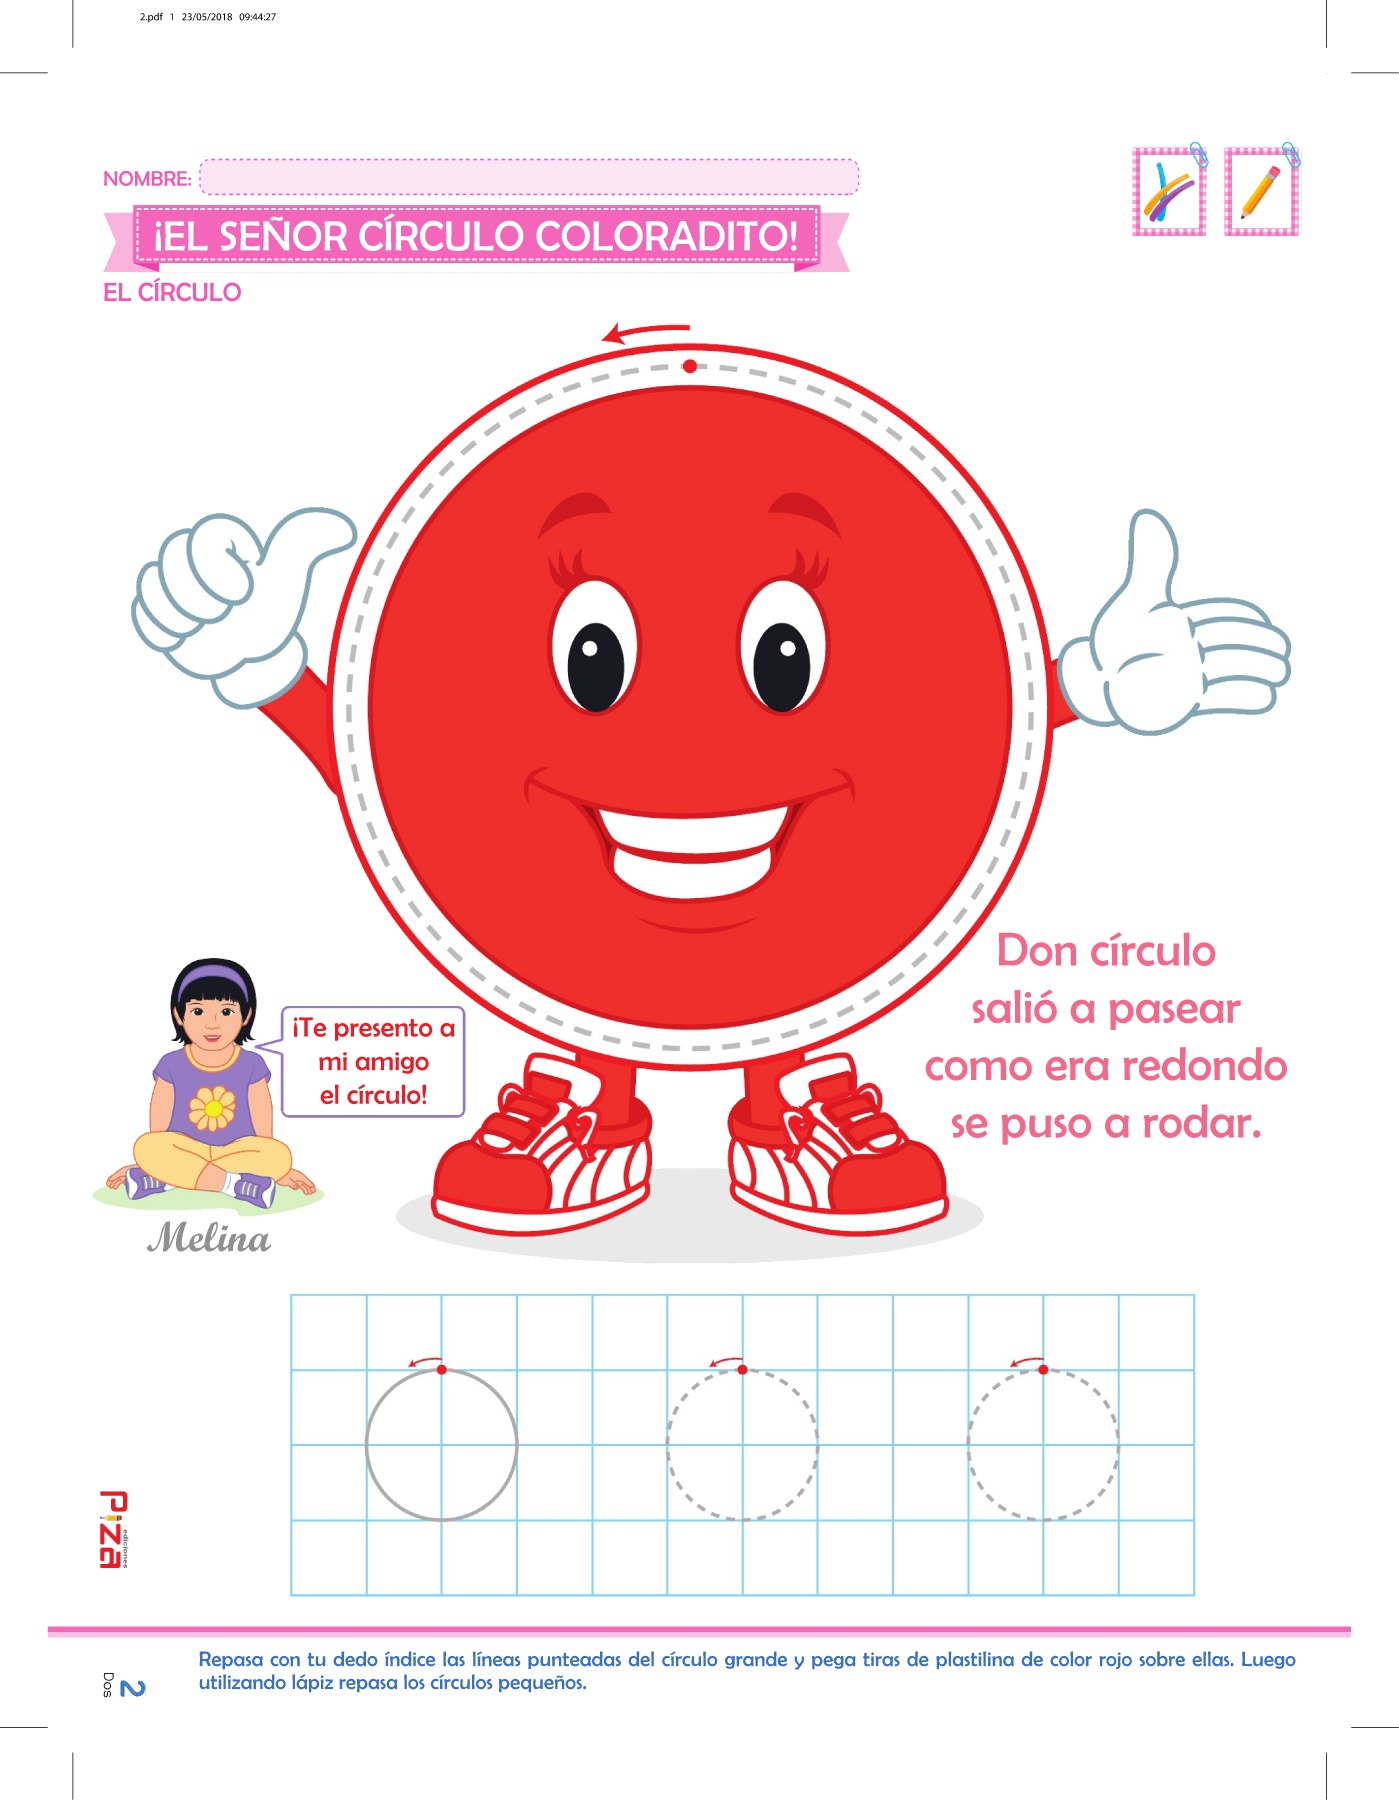 2.pdf 1 23/05/2018 09:44:27
NOMBRE:
¡EL SEÑOR CÍRCULO COLORADITO!
EL CÍRCULO
¡Te presento a
mi amigo
el círculo!
Melina
Don círculo
salió a pasear
como era redondo
se puso a rodar.
Piza
ediciones
Repasa con tu dedo índice las líneas punteadas del círculo grande y pega tiras de plastilina de color rojo sobre ellas. Luego
utilizando lápiz repasa los círculos pequeños.
2
Dos